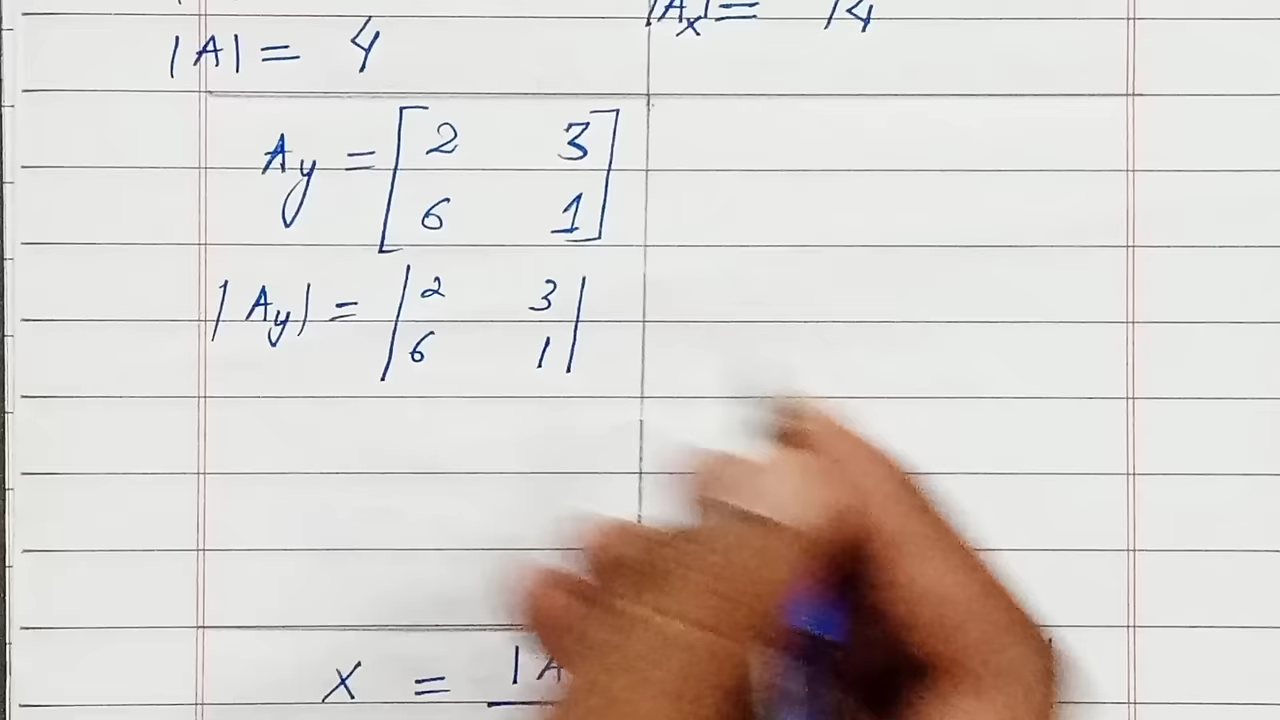 |A| = 4
|Ax| = 14
Ay = [2 3
6 1]
|Ay| = |2 3
6 1|
X = |A